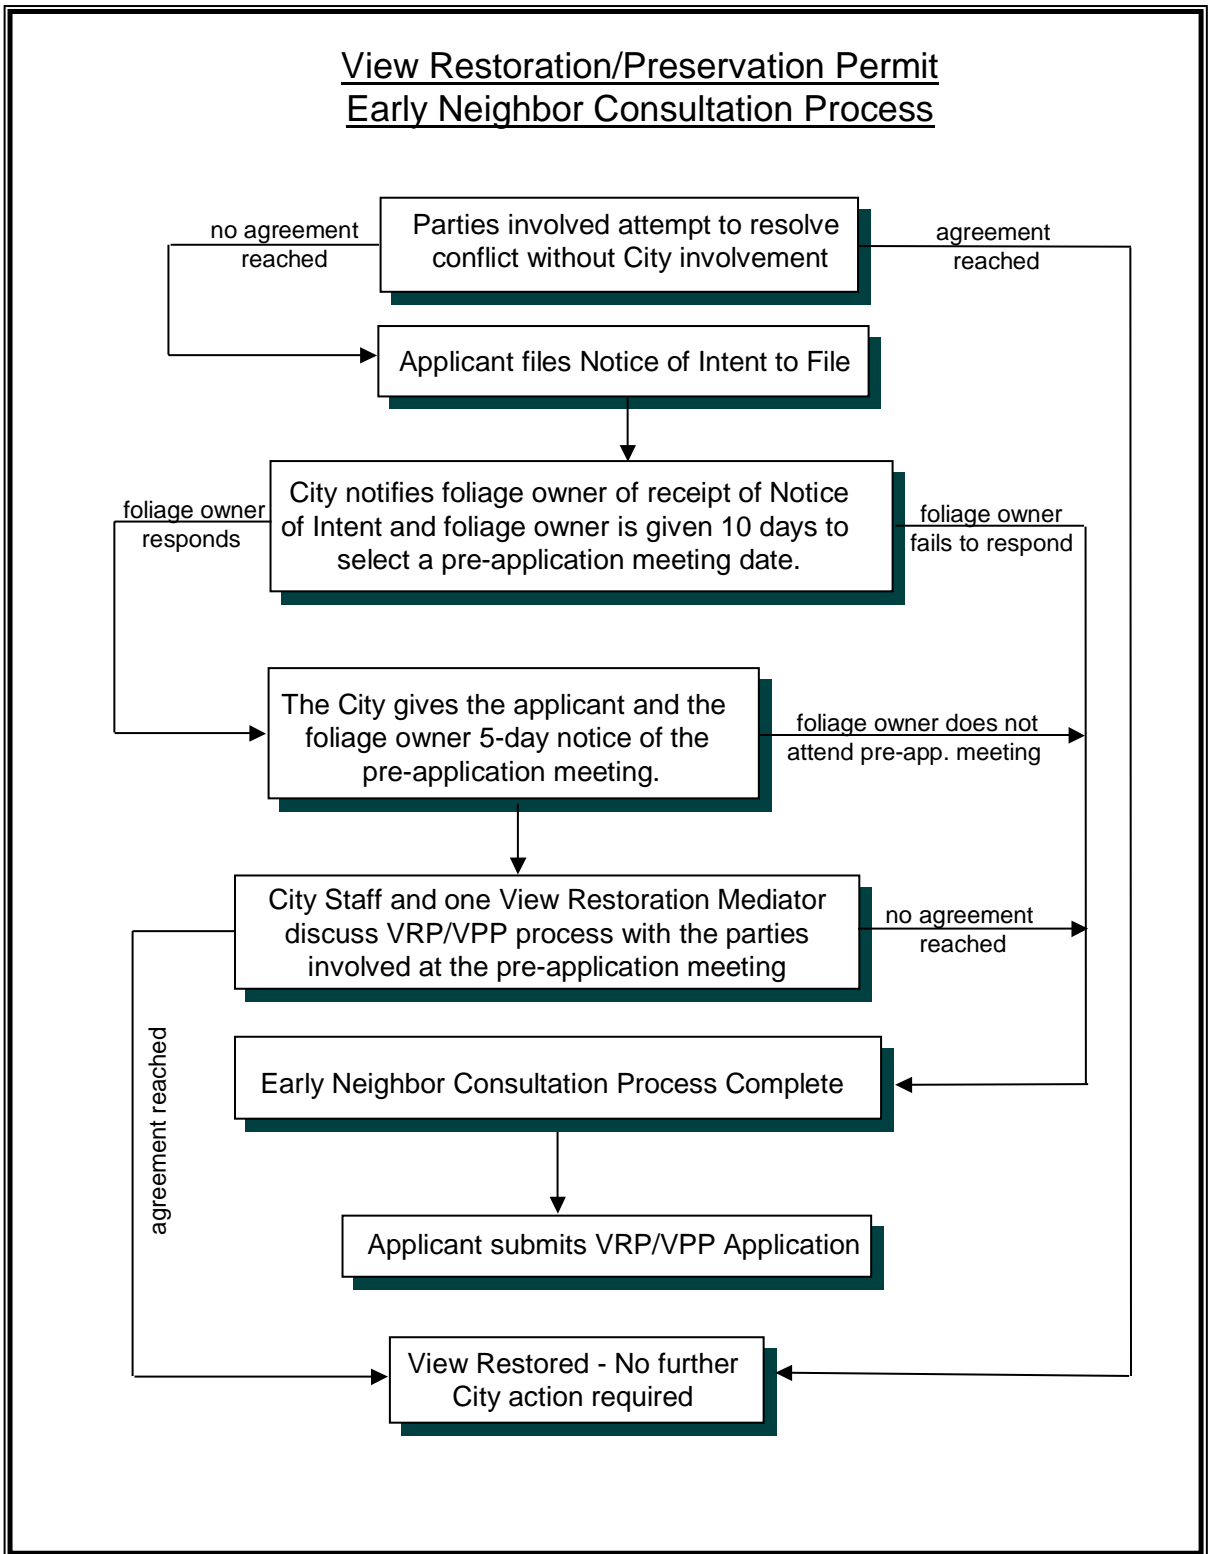 View Restoration/Preservation Permit
Early Neighbor Consultation Process
Parties involved attempt to resolve
conflict without City involvement
no agreement
reached
agreement
reached
Applicant files Notice of Intent to File
City notifies foliage owner of receipt of Notice
of Intent and foliage owner is given 10 days to
select a pre-application meeting date.
foliage owner
responds
foliage owner
fails to respond
The City gives the applicant and the
foliage owner 5-day notice of the
pre-application meeting.
foliage owner does not
attend pre-app. meeting
City Staff and one View Restoration Mediator
discuss VRP/VPP process with the parties
involved at the pre-application meeting
no agreement
reached
agreement reached
Early Neighbor Consultation Process Complete
Applicant submits VRP/VPP Application
View Restored - No further
City action required